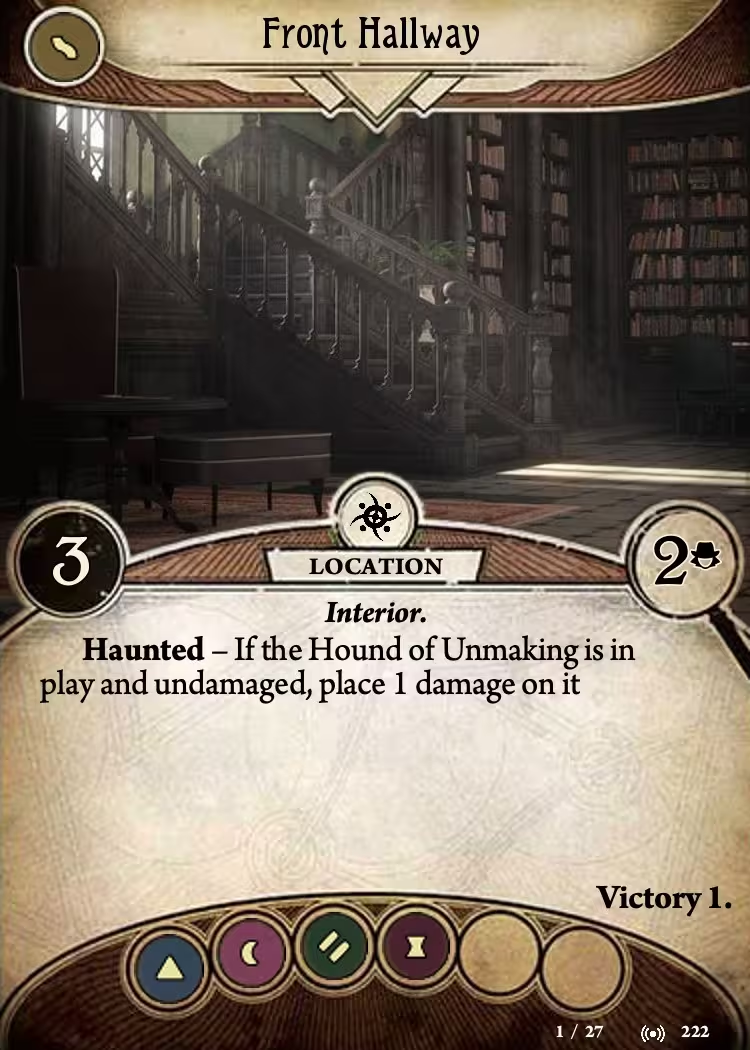 Front Hallway
3
LOCATION
2
Interior.
Haunted – If the Hound of Unmaking is in
play and undamaged, place 1 damage on it
Victory 1.
1 / 27 222